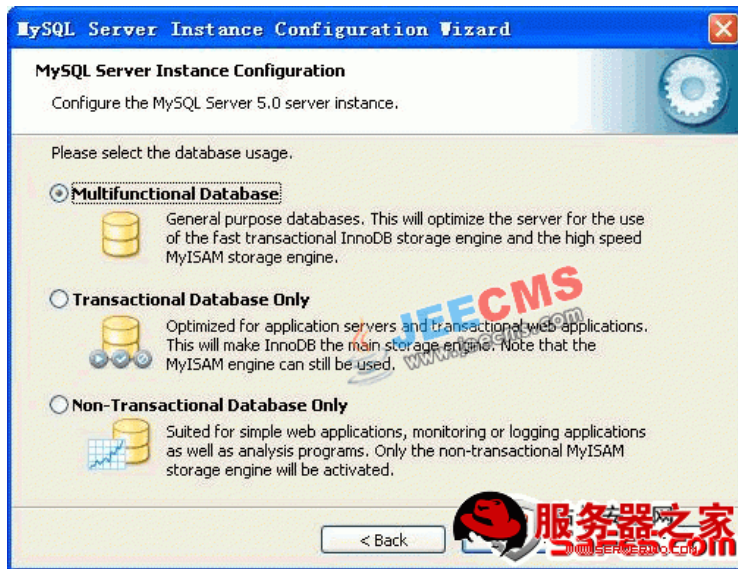 MySQL Server Instance Configuration Wizard
MySQL Server Instance Configuration
Configure the MySQL Server 5.0 server instance.
Please select the database usage.
Multifunctional Database
General purpose databases. This will optimize the server for the use
of the fast transactional InnoDB storage engine and the high speed
MyISAM storage engine.
Transactional Database Only
Optimized for application servers and transactional web applications.
This will make InnoDB the main storage engine. Note that the
MyISAM engine can still be used.
JEECMS
www.jeecms.com
Non-Transactional Database Only
Suited for simple web applications, monitoring or logging applications
as well as analysis programs. Only the non-transactional MyISAM
storage engine will be activated.
< Back
服务器之家